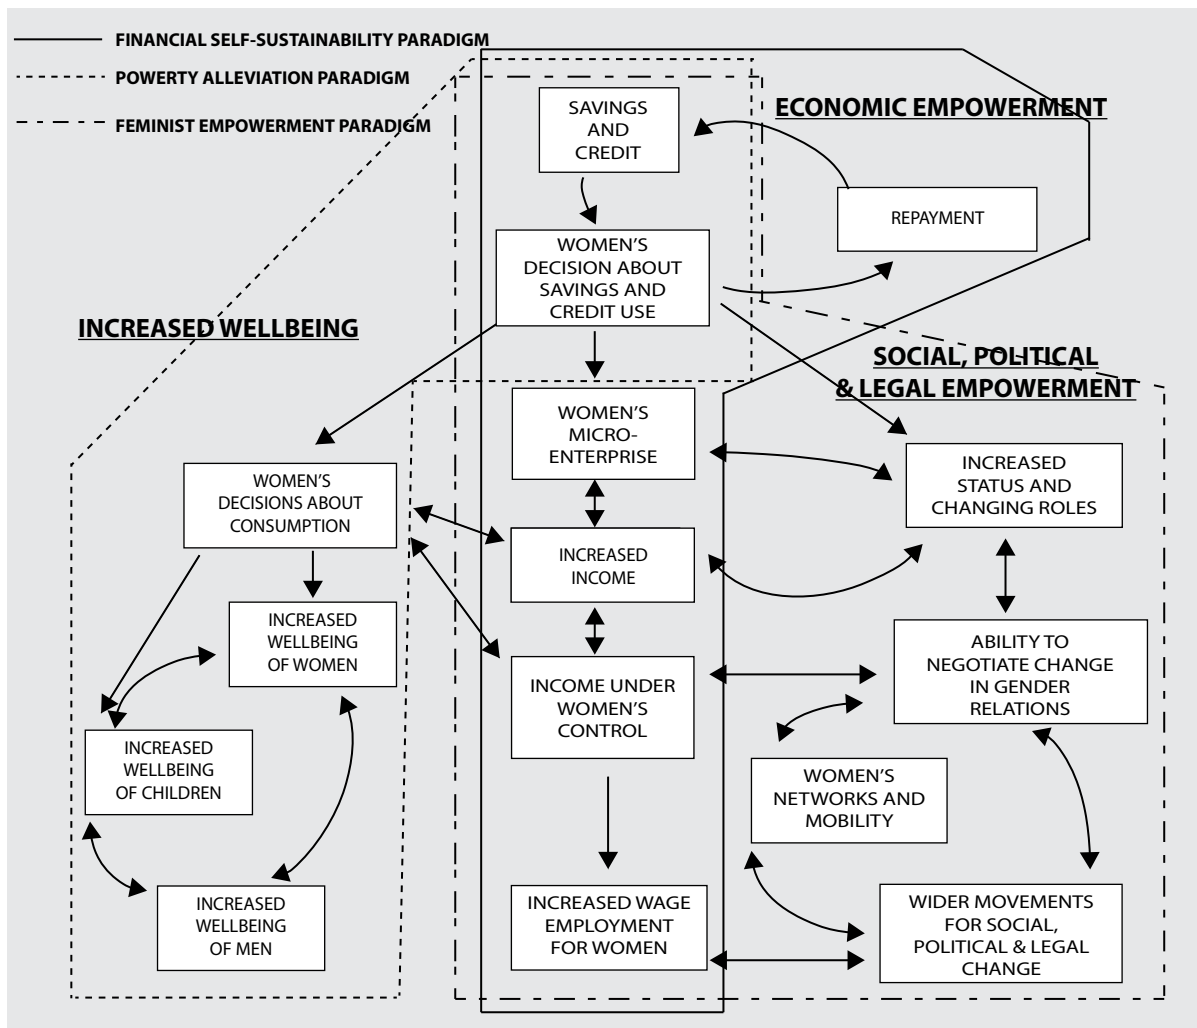 FINANCIAL SELF-SUSTAINABILITY PARADIGM
POWERTY ALLEVIATION PARADIGM
FEMINIST EMPOWERMENT PARADIGM
ECONOMIC EMPOWERMENT
SAVINGS
AND
CREDIT
REPAYMENT
WOMEN'S
DECISION ABOUT
SAVINGS AND
CREDIT USE
INCREASED WELLBEING
SOCIAL, POLITICAL
& LEGAL EMPOWERMENT
WOMEN'S
MICRO-
ENTERPRISE
INCREASED
STATUS AND
CHANGING ROLES
WOMEN'S
DECISIONS ABOUT
CONSUMPTION
INCREASED
INCOME
INCREASED
WELLBEING
OF WOMEN
ABILITY TO
NEGOTIATE CHANGE
IN GENDER
RELATIONS
INCOME UNDER
WOMEN'S
CONTROL
INCREASED
WELLBEING
OF CHILDREN
WOMEN'S
NETWORKS AND
MOBILITY
INCREASED
WELLBEING
OF MEN
INCREASED WAGE
EMPLOYMENT
FOR WOMEN
WIDER MOVEMENTS
FOR SOCIAL,
POLITICAL & LEGAL
CHANGE